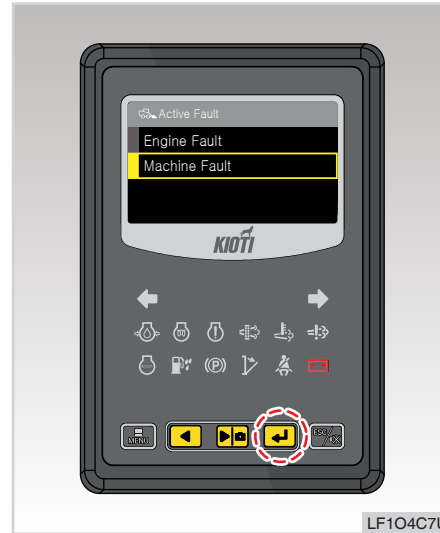 Active Fault
Engine Fault
Machine Fault
KIOTI
(P)
MENU
ESC/
LF1O4C7U